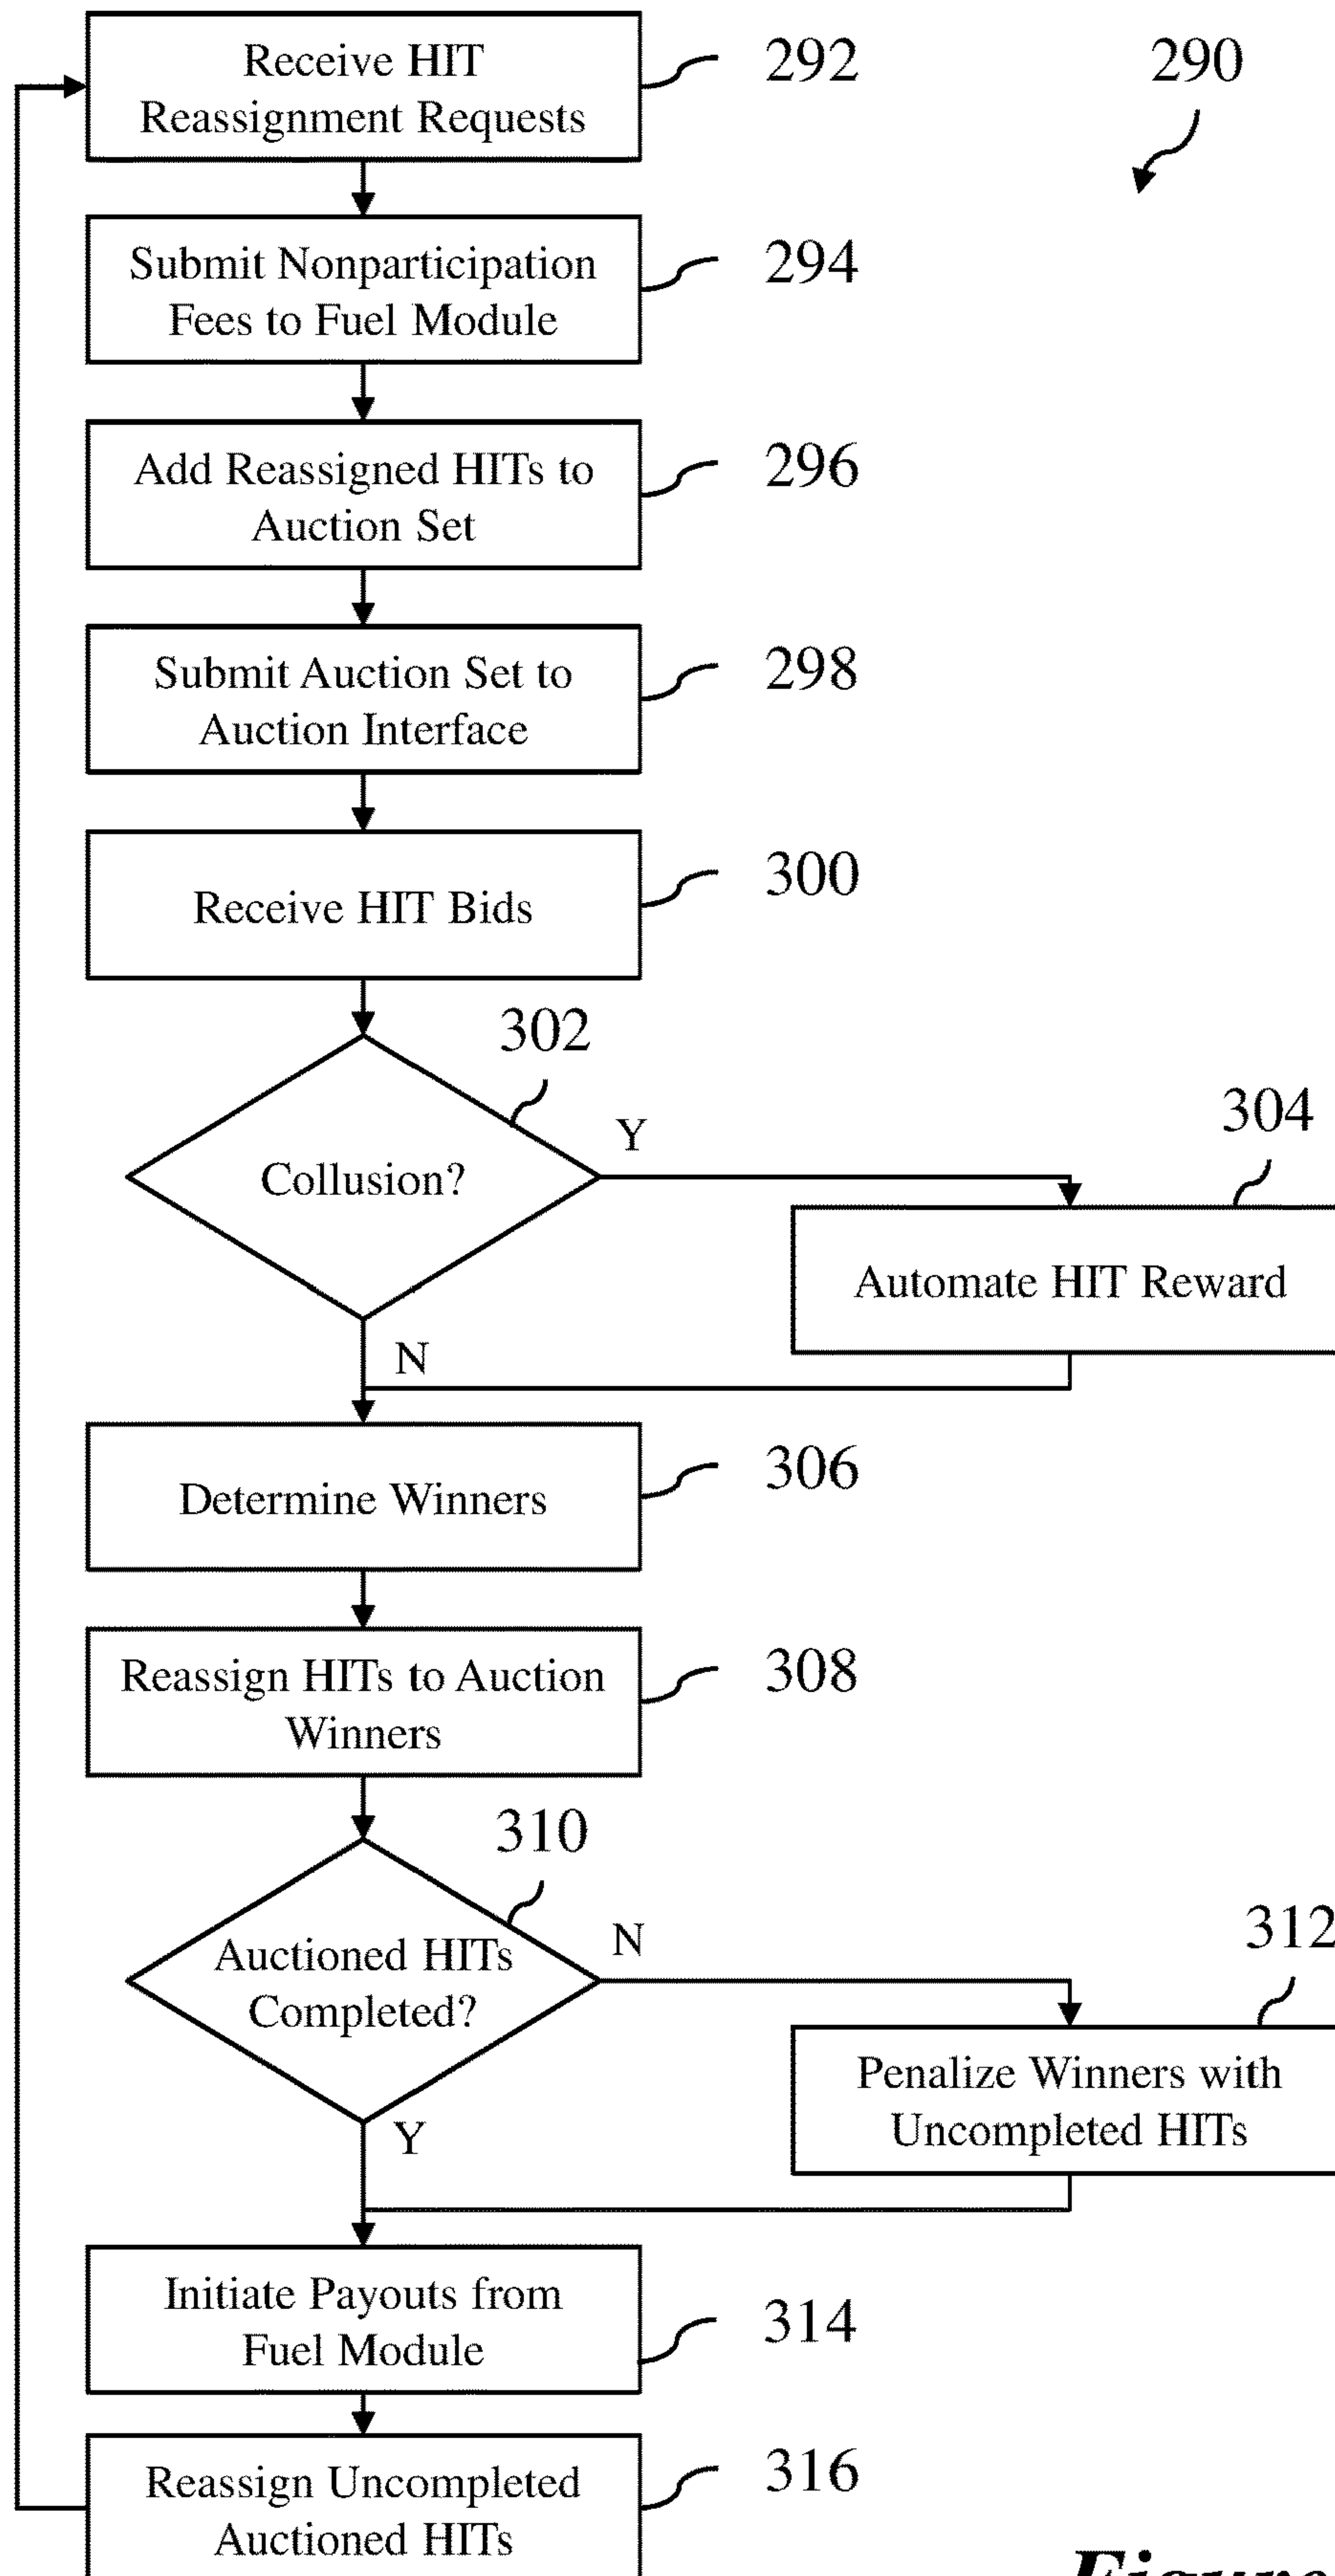 Receive HIT
Reassignment Requests
292
290
Submit Nonparticipation
Fees to Fuel Module
294
Add Reassigned HITs to
Auction Set
296
Submit Auction Set to
Auction Interface
298
Receive HIT Bids
300
302
Collusion?
Y
304
Automate HIT Reward
N
Determine Winners
306
Reassign HITs to Auction
Winners
308
310
Auctioned HITs
Completed?
N
312
Penalize Winners with
Uncompleted HITs
Y
Initiate Payouts from
Fuel Module
314
Reassign Uncompleted
Auctioned HITs
316